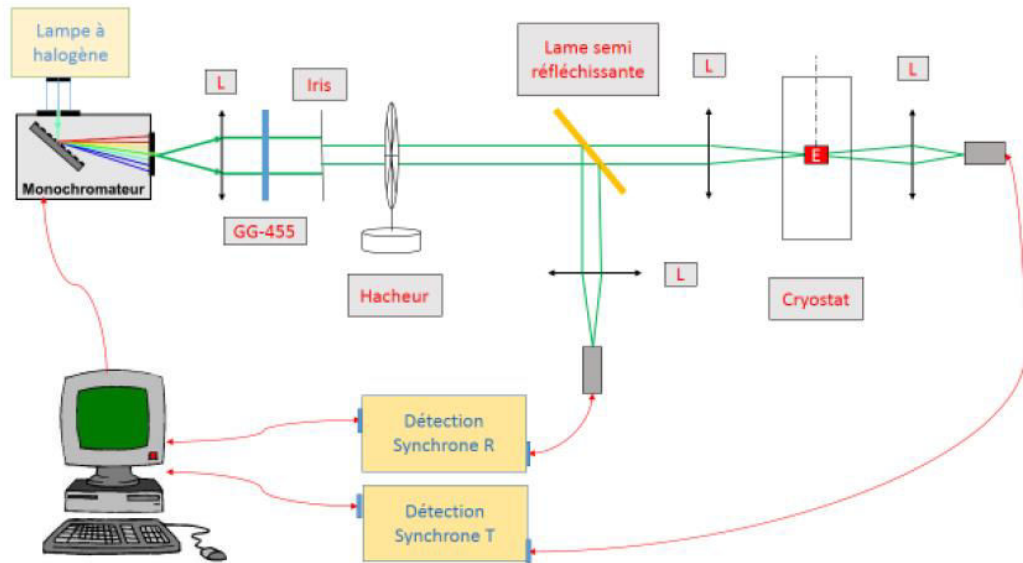 Lampe à
halogène
Monochromateur
L
GG-455
Iris
Hacheur
Lame semi
réfléchissante
L
L
E
Cryostat
L
Détection
Synchrone R
Détection
Synchrone T